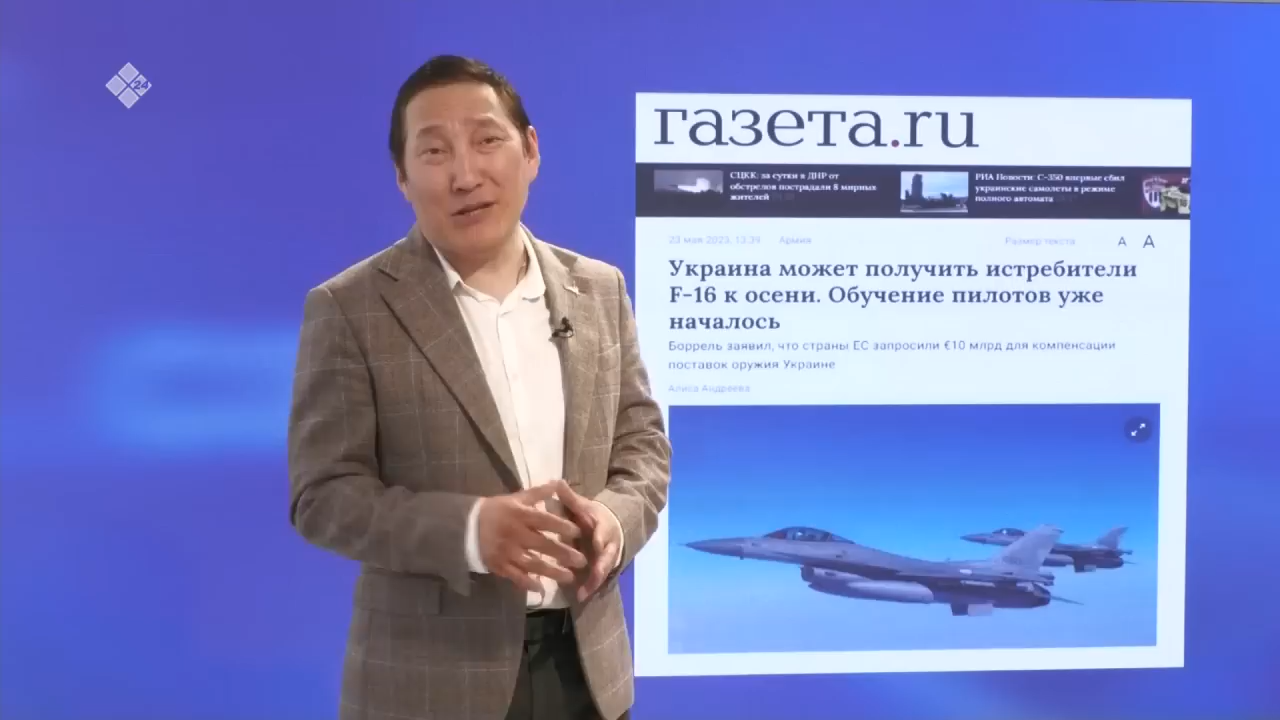 24
газета.ru
СЦКК: за сутки в ДНР от
обстрелов пострадали 8 мирных
жителей
РИА Новости: С-350 впервые сбил
украинские самолеты в режиме
полного автомата
23 мая 2023, 13:39 Армия
Размер текста A A
Украина может получить истребители
F-16 к осени. Обучение пилотов уже
началось
Боррель заявил, что страны ЕС запросили €10 млрд для компенсации
поставок оружия Украине
Алиса Андреева